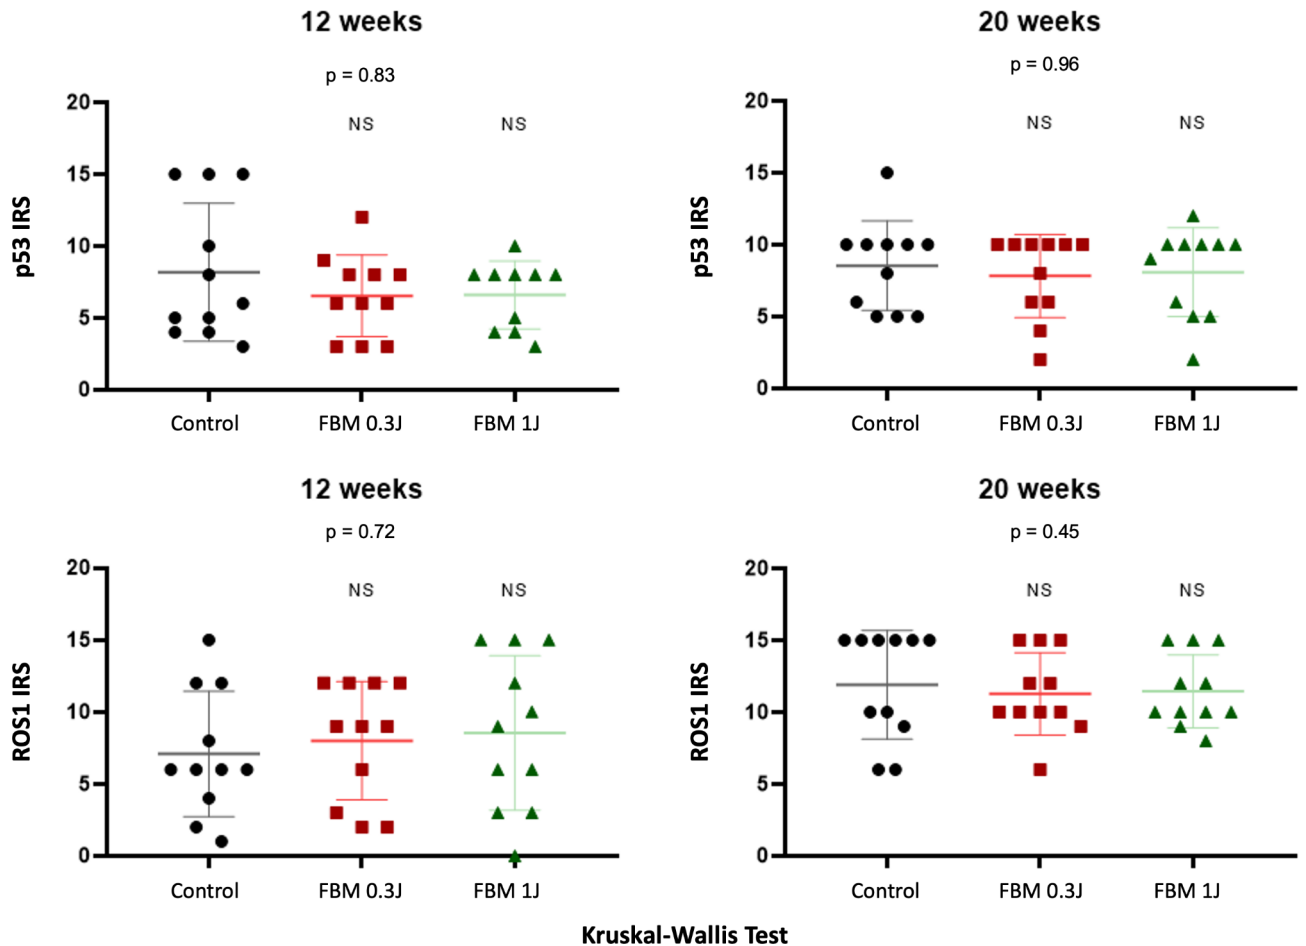 12 weeks
p = 0.83
20
15
10
5
0
p53 IRS
NS
NS
Control
FBM 0.3J
FBM 1J
20 weeks
p = 0.96
20
15
10
5
0
p53 IRS
NS
NS
Control
FBM 0.3J
FBM 1J
12 weeks
p = 0.72
20
15
10
5
0
ROS1 IRS
NS
NS
Control
FBM 0.3J
FBM 1J
20 weeks
p = 0.45
20
15
10
5
0
ROS1 IRS
NS
NS
Control
FBM 0.3J
FBM 1J
Kruskal-Wallis Test